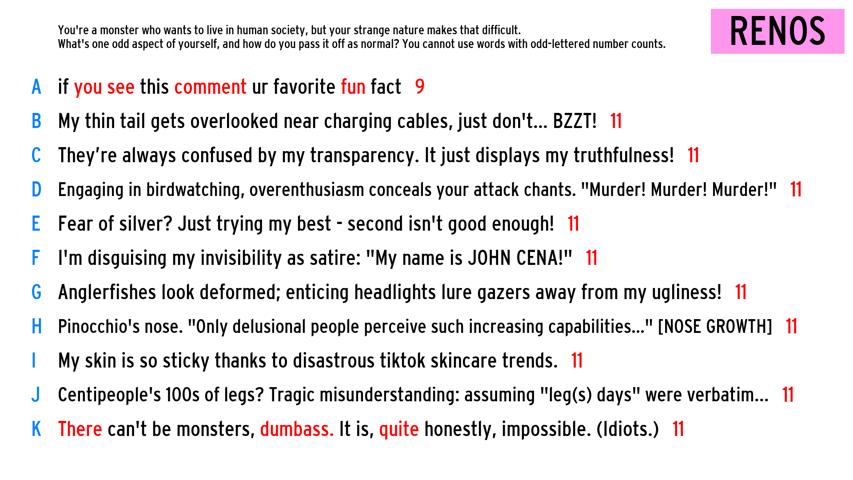 You're a monster who wants to live in human society, but your strange nature makes that difficult.
What's one odd aspect of yourself, and how do you pass it off as normal? You cannot use words with odd-lettered number counts.
RENOS
A if you see this comment ur favorite fun fact 9
B My thin tail gets overlooked near charging cables, just don't... BZZT! 11
C They’re always confused by my transparency. It just displays my truthfulness! 11
D Engaging in birdwatching, overenthusiasm conceals your attack chants. "Murder! Murder! Murder!" 11
E Fear of silver? Just trying my best - second isn't good enough! 11
F I'm disguising my invisibility as satire: "My name is JOHN CENA!" 11
G Anglerfishes look deformed; enticing headlights lure gazers away from my ugliness! 11
H Pinocchio's nose. "Only delusional people perceive such increasing capabilities..." [NOSE GROWTH] 11
I My skin is so sticky thanks to disastrous tiktok skincare trends. 11
J Centipeople's 100s of legs? Tragic misunderstanding: assuming "leg(s) days" were verbatim... 11
K There can't be monsters, dumbass. It is, quite honestly, impossible. (Idiots.) 11